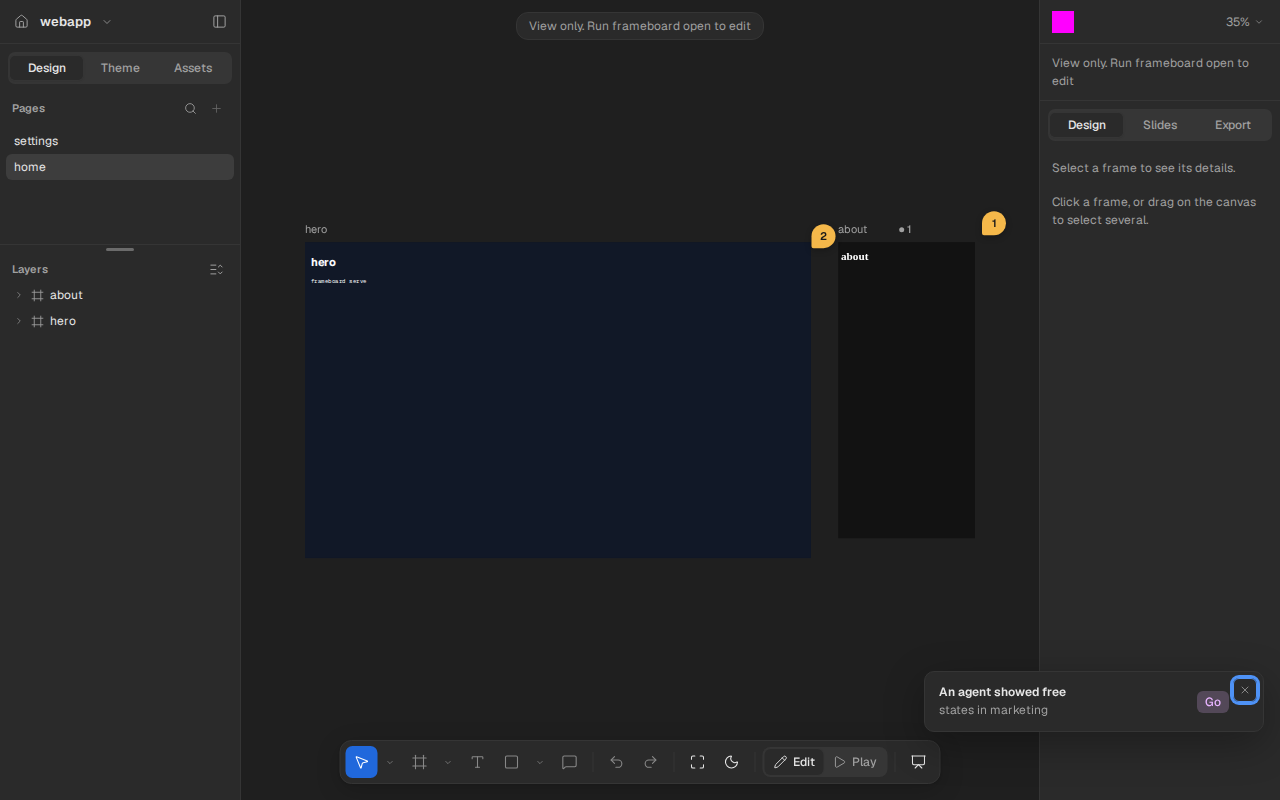 webapp
Design Theme Assets
Pages
settings
home
Layers
about
hero
View only. Run frameboard open to edit
hero
2
about 1
1
hero
frameboard serve
about
Edit Play
35%
View only. Run frameboard open to
edit
Design Slides Export
Select a frame to see its details.
Click a frame, or drag on the canvas
to select several.
An agent showed free
states in marketing
Go